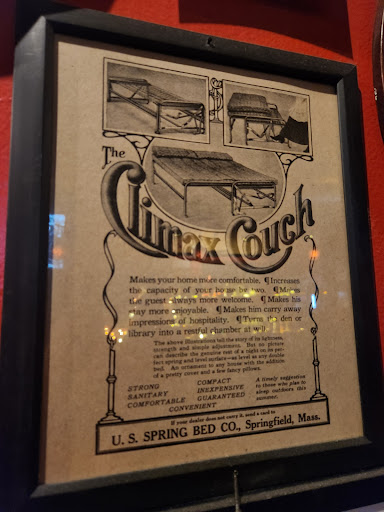 The
Climax Couch
Makes your home more comfortable. ¶ Increases
the capacity of your house by two. ¶ Makes
the guest always more welcome. ¶ Makes his
stay more enjoyable. ¶ Makes him carry away
impressions of hospitality. ¶ Turns the den or
library into a restful chamber at will.
The above illustrations tell the story of its lightness,
strength and simple adjustment. But no picture
can describe the genuine rest of a night on its per-
fect spring and level surface—as level as any double
bed. An ornament to any house with the addition
of a pretty cover and a few fancy pillows.
STRONG COMPACT
SANITARY INEXPENSIVE
COMFORTABLE GUARANTEED
CONVENIENT
A timely suggestion
to those who plan to
sleep outdoors this
summer.
If your dealer does not carry it, send a card to
U. S. SPRING BED CO., Springfield, Mass.